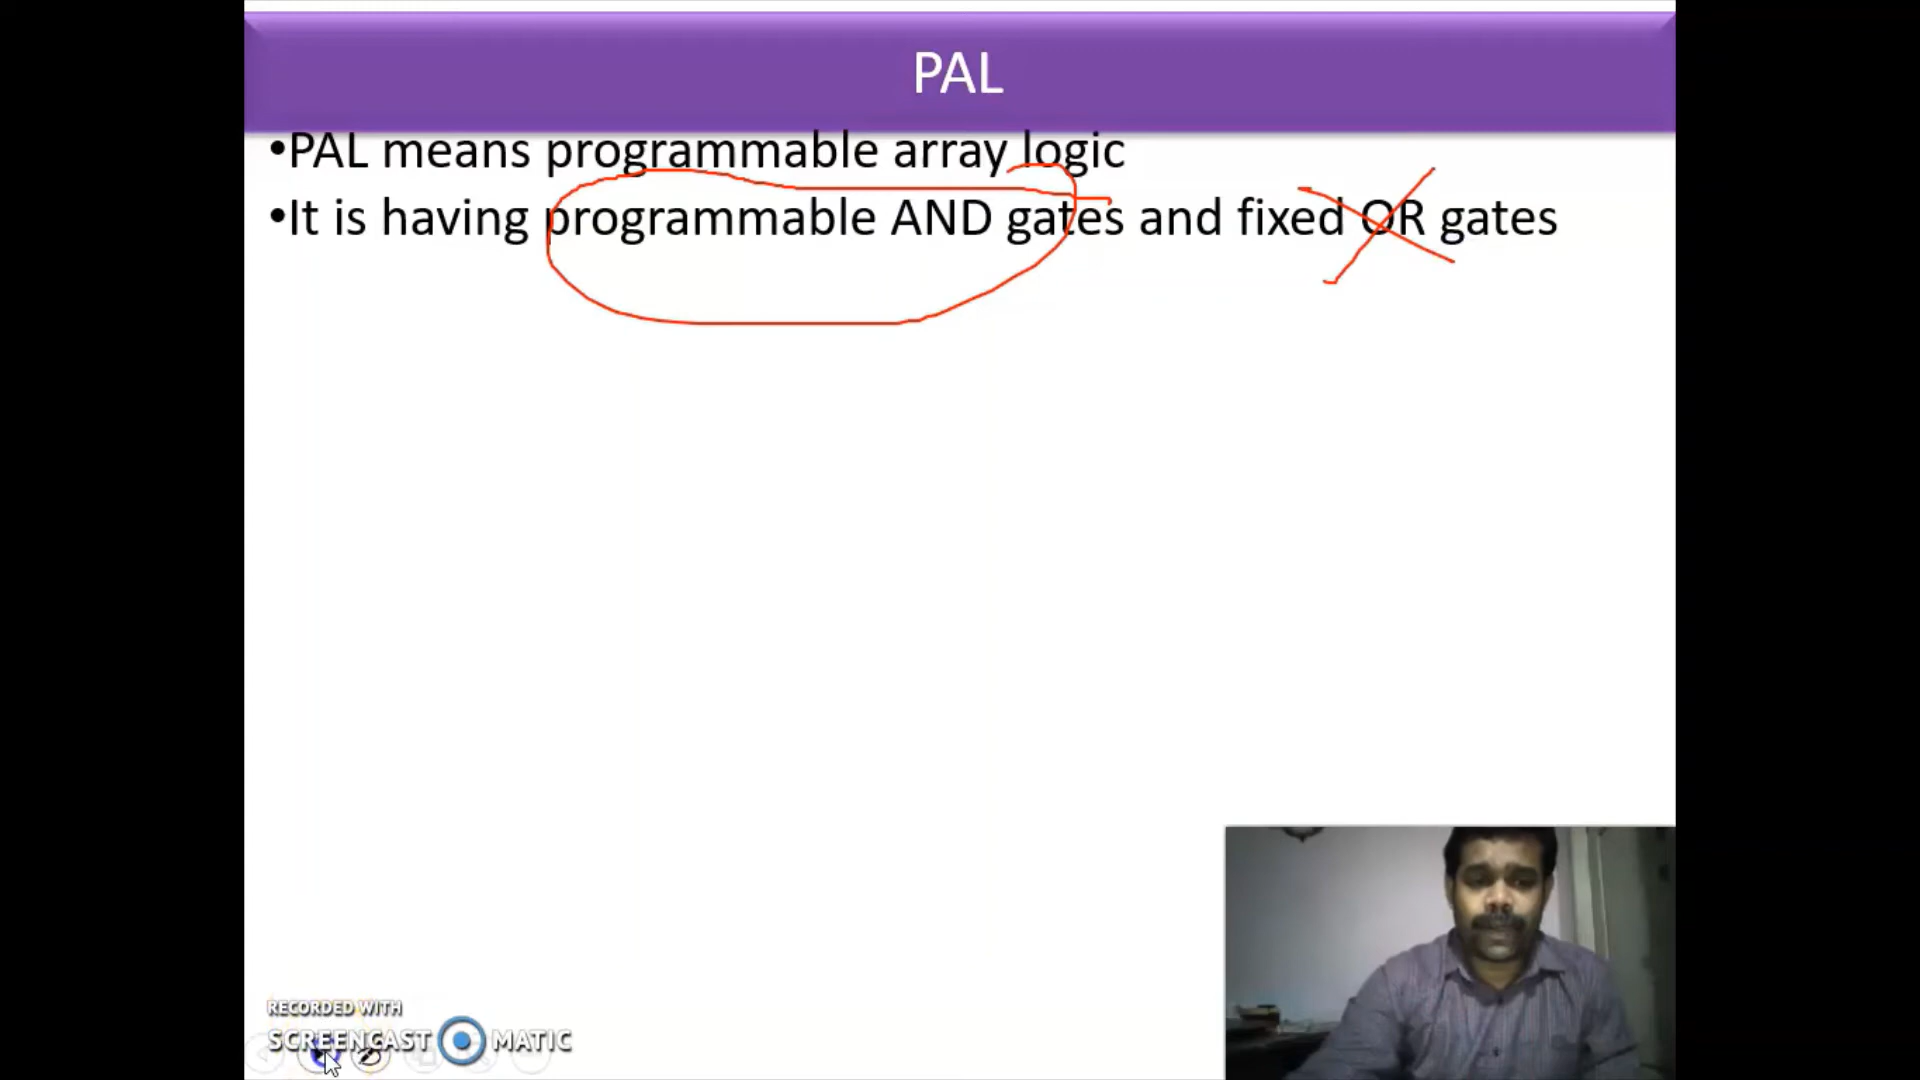 PAL
•PAL means programmable array logic
•It is having programmable AND gates and fixed OR gates
RECORDED WITH
SCREENCAST MATIC